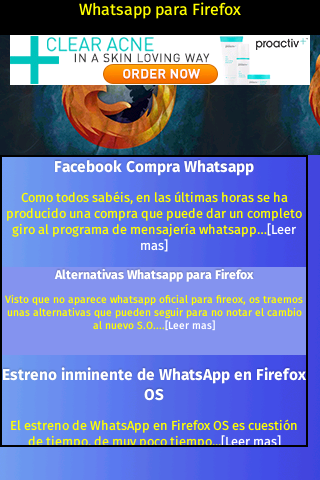 Whatsapp para Firefox
CLEAR ACNE
IN A SKIN LOVING WAY
proactiv+
ORDER NOW
Facebook Compra Whatsapp
Como todos sabéis, en las últimas horas se ha
producido una compra que puede dar un completo
giro al programa de mensajería whatsapp...[Leer
mas]
Alternativas Whatsapp para Firefox
Visto que no aparece whatsapp oficial para fireox, os traemos
unas alternativas que pueden seguir para no notar el cambio
al nuevo S.O....[Leer mas]
Estreno inminente de WhatsApp en Firefox
OS
El estreno de WhatsApp en Firefox OS es cuestión
de tiempo, de muy poco tiempo...[Leer mas]